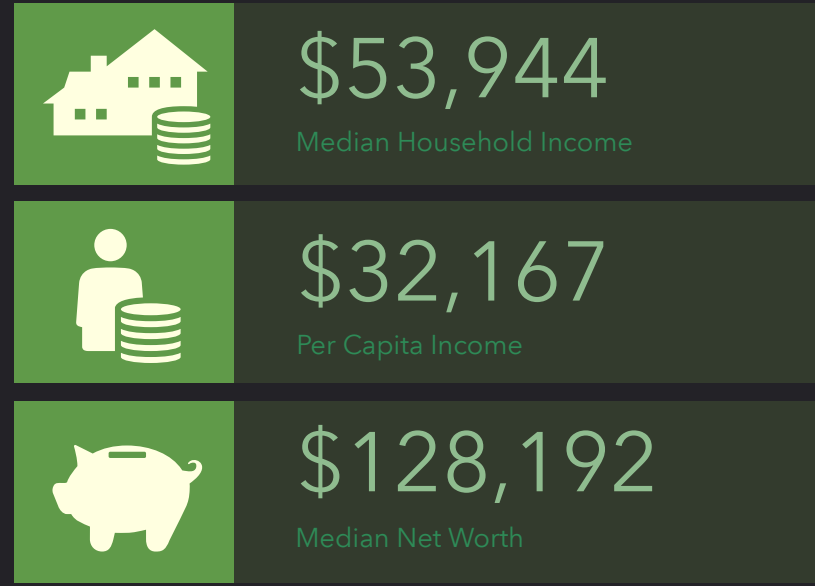 $53,944
Median Household Income
$32,167
Per Capita Income
$128,192
Median Net Worth